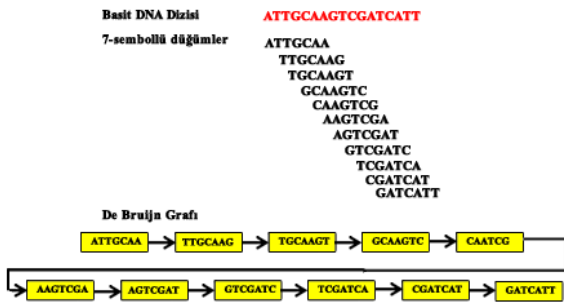 Basit DNA Dizisi ATTGCAAGTCGATCATT
7-sembollü düğümler ATTGCAA
TTGCAAG
TGCAAGT
GCAAGTC
CAAGTCG
AAGTCGA
AGTCGAT
GTCGATC
TCGATCA
CGATCAT
GATCATT
De Bruijn Grafı
ATTGCAA TTGCAAG TGCAAGT GCAAGTC CAATCG
AAGTCGA AGTCGAT GTCGATC TCGATCA CGATCAT GATCATT